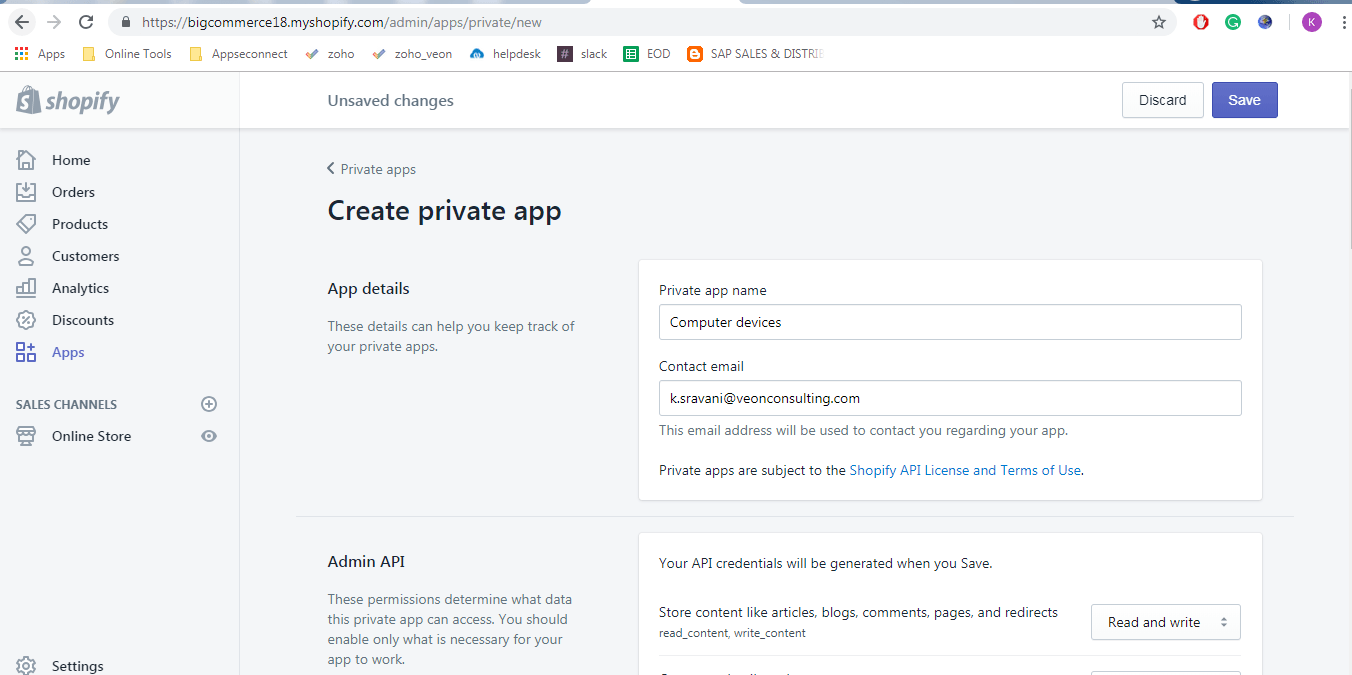 https://bigcommerce18.myshopify.com/admin/apps/private/new
K
Apps Online Tools Appseconnect zoho zoho_veon helpdesk slack EOD SAP SALES &
shopify
Unsaved changes
Discard
Save
Home
Orders
Products
Customers
Analytics
Discounts
Apps
SALES CHANNELS
Online Store
Settings
Private apps
Create private app
App details
These details can help you keep track of
your private apps.
Private app name
Computer devices
Contact email
k.sravani@veonconsulting.com
This email address will be used to contact you regarding your app.
Private apps are subject to the Shopify API License and Terms of Use.
Admin API
These permissions determine what data
this private app can access. You should
enable only what is necessary for your
app to work.
Your API credentials will be generated when you Save.
Store content like articles, blogs, comments, pages, and redirects
read_content, write_content
Read and write